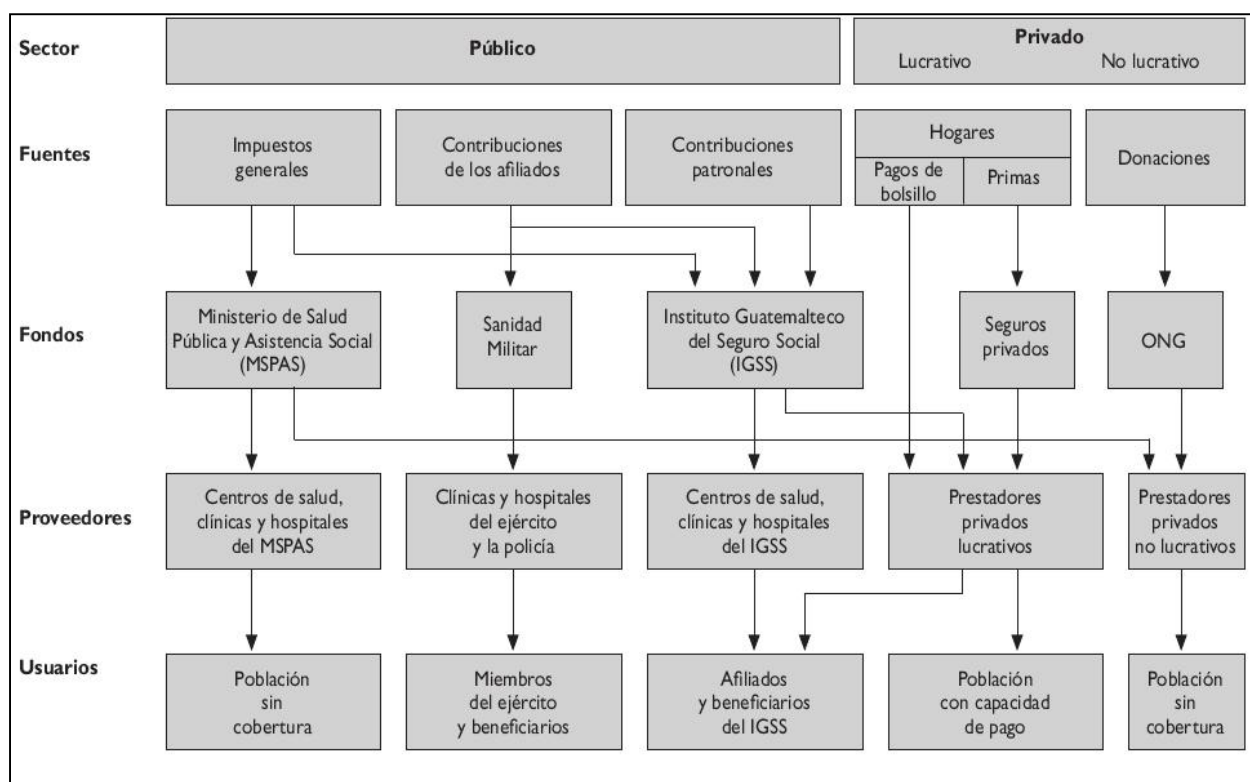 Sector
Público
Privado
Lucrativo No lucrativo
Fuentes
Impuestos
generales
Contribuciones
de los afiliados
Contribuciones
patronales
Hogares
Pagos de
bolsillo
Primas
Donaciones
Fondos
Ministerio de Salud
Pública y Asistencia Social
(MSPAS)
Sanidad
Militar
Instituto Guatemalteco
del Seguro Social
(IGSS)
Seguros
privados
ONG
Proveedores
Centros de salud,
clínicas y hospitales
del MSPAS
Clínicas y hospitales
del ejército
y la policía
Centros de salud,
clínicas y hospitales
del IGSS
Prestadores
privados
lucrativos
Prestadores
privados
no lucrativos
Usuarios
Población
sin
cobertura
Miembros
del ejército
y beneficiarios
Afiliados
y beneficiarios
del IGSS
Población
con capacidad
de pago
Población
sin
cobertura